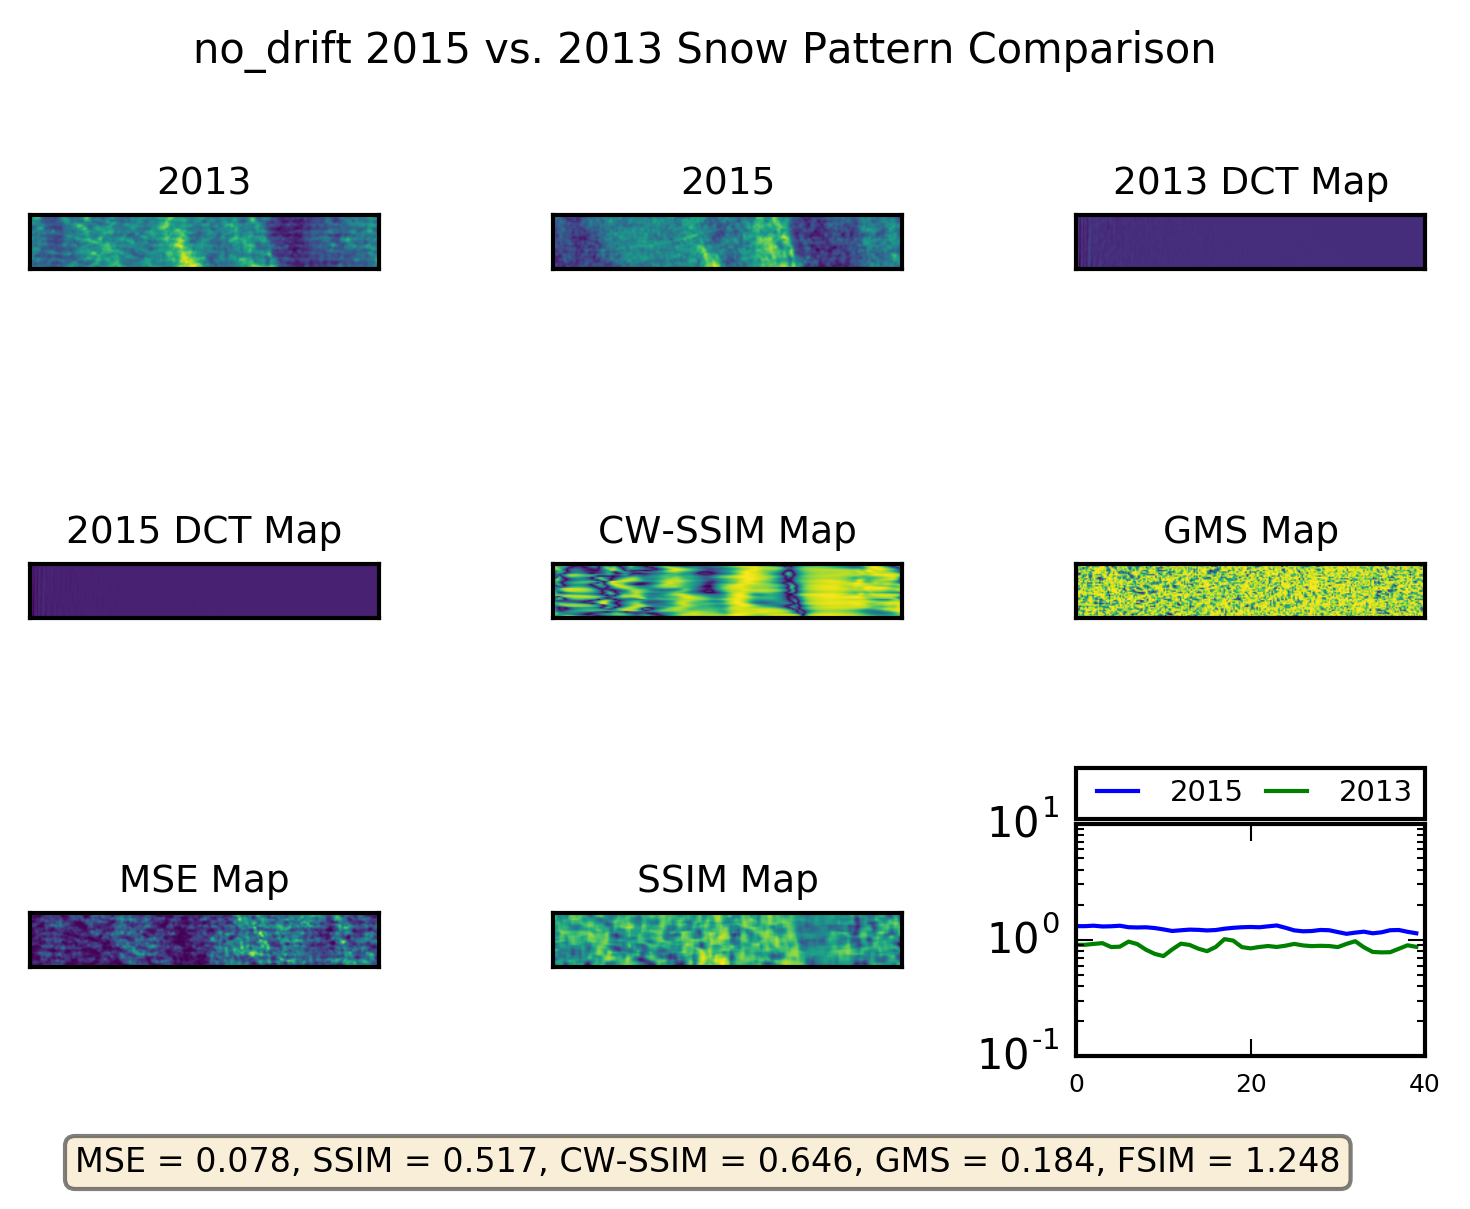 no_drift 2015 vs. 2013 Snow Pattern Comparison
2013
2015
2013 DCT Map
2015 DCT Map
CW-SSIM Map
GMS Map
MSE Map
SSIM Map
2015 2013
10^1
10^0
10^-1
0 20 40
MSE = 0.078, SSIM = 0.517, CW-SSIM = 0.646, GMS = 0.184, FSIM = 1.248